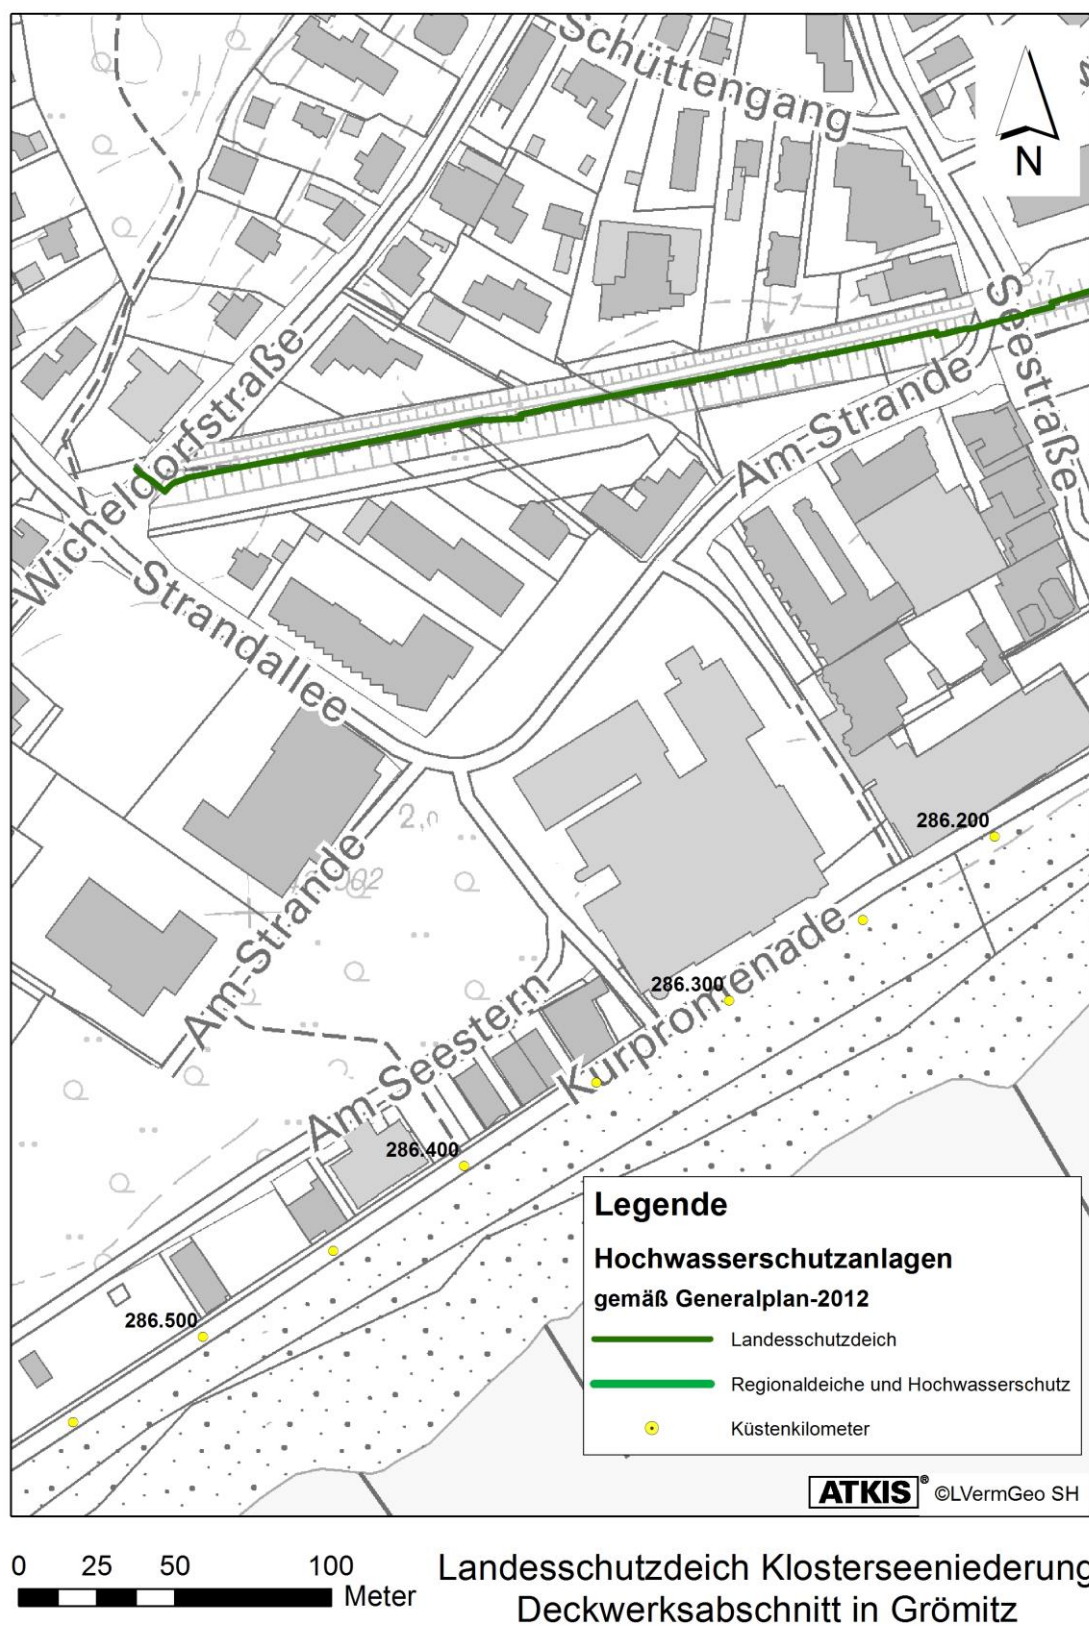 Schüttengang
N
Seestraße
Wicheldorfstraße
Am-Strande
Strandallee
2,0
286.200
Am-Strande
Kurpromenade
286.300
Am-Seestern
286.400
286.500
Legende
Hochwasserschutzanlagen
gemäß Generalplan-2012
Landesschutzdeich
Regionaldeiche und Hochwasserschutz
Küstenkilometer
ATKIS® ©LVermGeo SH
0 25 50 100
Meter
Landesschutzdeich Klosterseeniederung
Deckwerksabschnitt in Grömitz